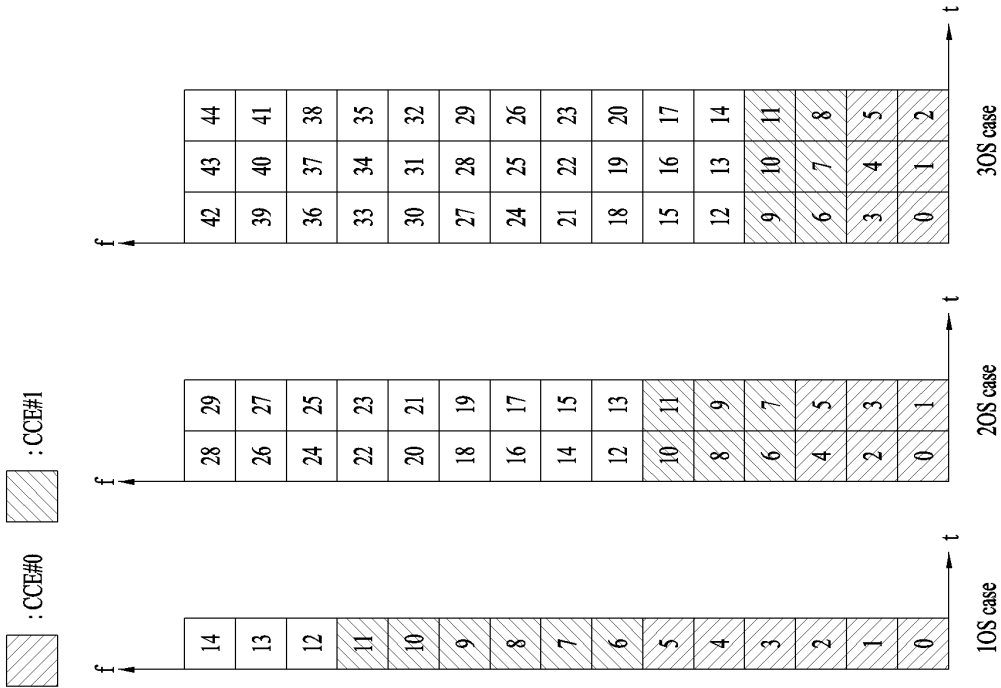 : CCE#0
: CCE#1
f
14
13
12
11
10
9
8
7
6
5
4
3
2
1
0
t
1OS case
f
28 29
26 27
24 25
22 23
20 21
18 19
16 17
14 15
12 13
10 11
8 9
6 7
4 5
2 3
0 1
t
2OS case
f
42 43 44
39 40 41
36 37 38
33 34 35
30 31 32
27 28 29
24 25 26
21 22 23
18 19 20
15 16 17
12 13 14
9 10 11
6 7 8
3 4 5
0 1 2
t
3OS case